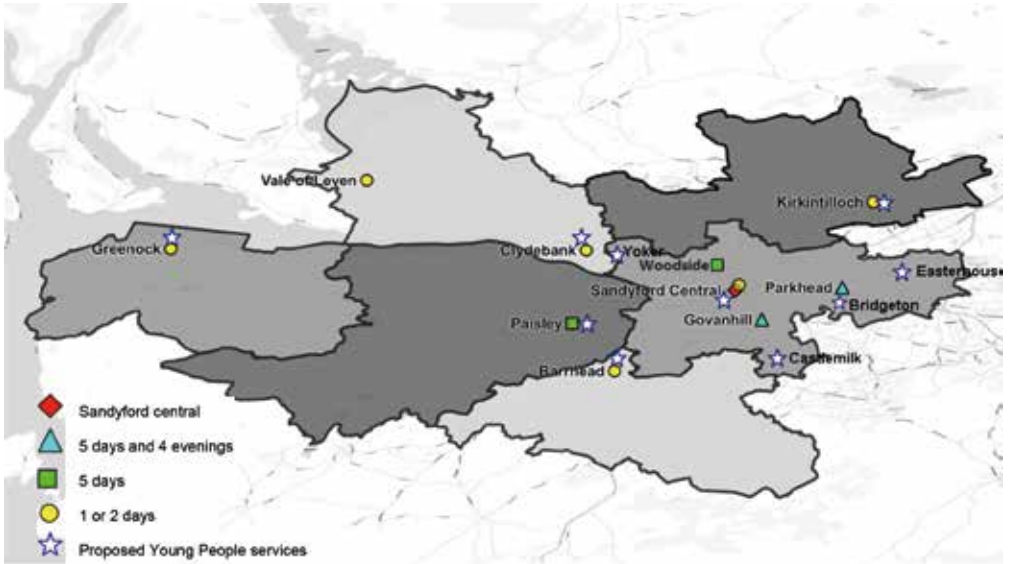 Vale of Leven
Kirkintilloch
Greenock
Clydebank
Yoker
Woodside
Easterhouse
Sandyford Central
Parkhead
Bridgeton
Paisley
Govanhill
Castlemilk
Barrhead
Sandyford central
5 days and 4 evenings
5 days
1 or 2 days
Proposed Young People services